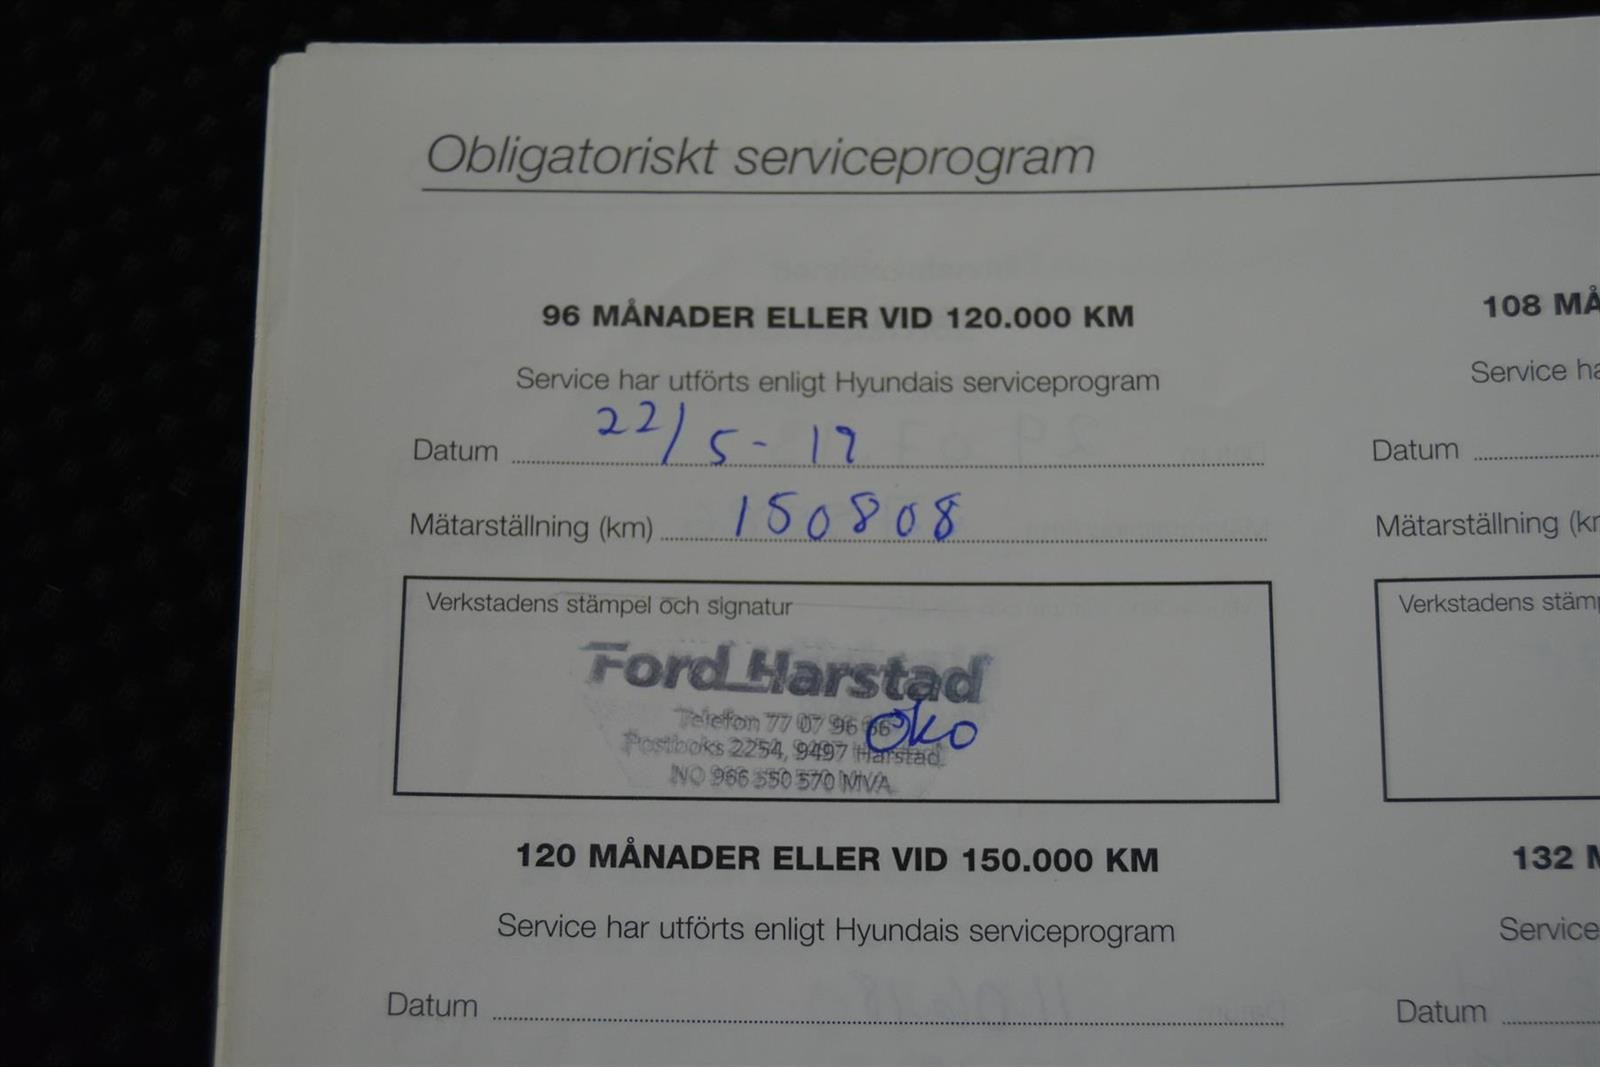 Obligatoriskt serviceprogram
96 MÅNADER ELLER VID 120.000 KM
Service har utförts enligt Hyundais serviceprogram
Datum 22/5-17
Mätarställning (km) 150808
Verkstadens stämpel och signatur
Ford Harstad
Telefon 77 07 96 66
Postboks 2254, 9497 Harstad
NO 966 550 570 MVA
120 MÅNADER ELLER VID 150.000 KM
Service har utförts enligt Hyundais serviceprogram
Datum
108 MÅ
Service ha
Datum
Mätarställning (k
Verkstadens stäm
132
Service
Datum